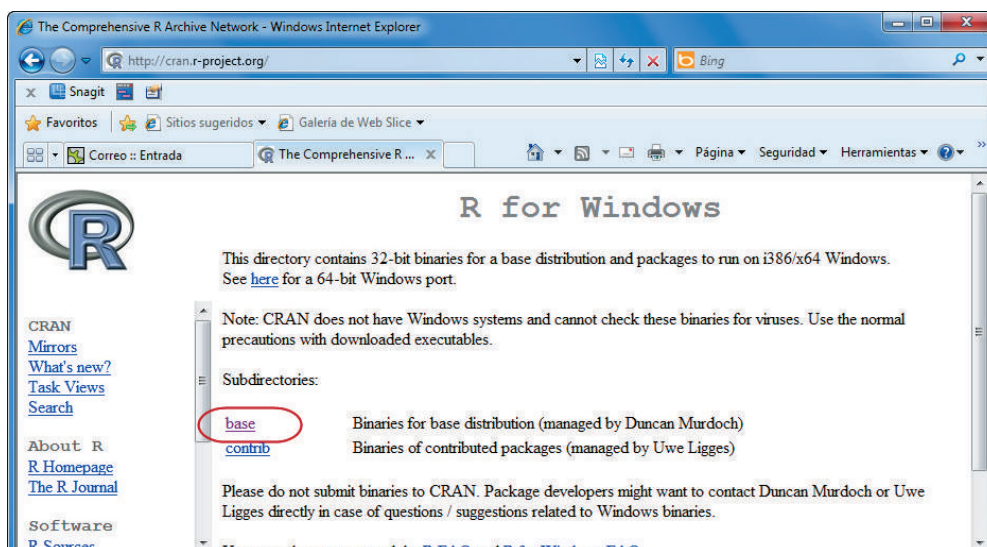 The Comprehensive R Archive Network - Windows Internet Explorer
http://cran.r-project.org/
Bing
x Snagit
Favoritos Sitios sugeridos Galería de Web Slice
Correo :: Entrada The Comprehensive R ... x Página Seguridad Herramientas »
R
R for Windows
This directory contains 32-bit binaries for a base distribution and packages to run on i386/x64 Windows.
See here for a 64-bit Windows port.
Note: CRAN does not have Windows systems and cannot check these binaries for viruses. Use the normal
precautions with downloaded executables.
Subdirectories:
base Binaries for base distribution (managed by Duncan Murdoch)
contrib Binaries of contributed packages (managed by Uwe Ligges)
Please do not submit binaries to CRAN. Package developers might want to contact Duncan Murdoch or Uwe
Ligges directly in case of questions / suggestions related to Windows binaries.
CRAN
Mirrors
What's new?
Task Views
Search
About R
R Homepage
The R Journal
Software
R Sources